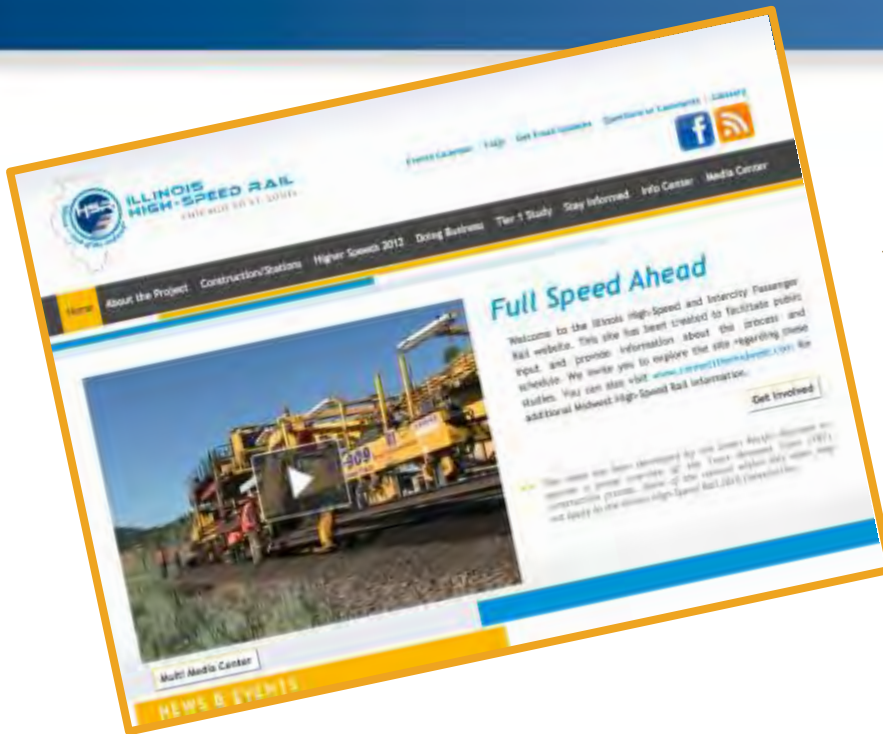 Events Calendar FAQs Get Email Updates Questions or Comments | Glossary
HSR
ILLINOIS
HIGH-SPEED RAIL
CHICAGO TO ST. LOUIS
Home About the Project Construction/Stations Higher Speeds 2012 Doing Business Tier 1 Study Stay Informed Info Center Media Center
Full Speed Ahead
Welcome to the Illinois High-Speed and Intercity Passenger
Rail website. This site has been created to facilitate public
input and provide information about the process and
schedule. We invite you to explore the site regarding these
studies. You can also visit www.connectthemidwest.com for
additional Midwest High-Speed Rail information.
Get Involved
909
Multi Media Center
NEWS & EVENTS